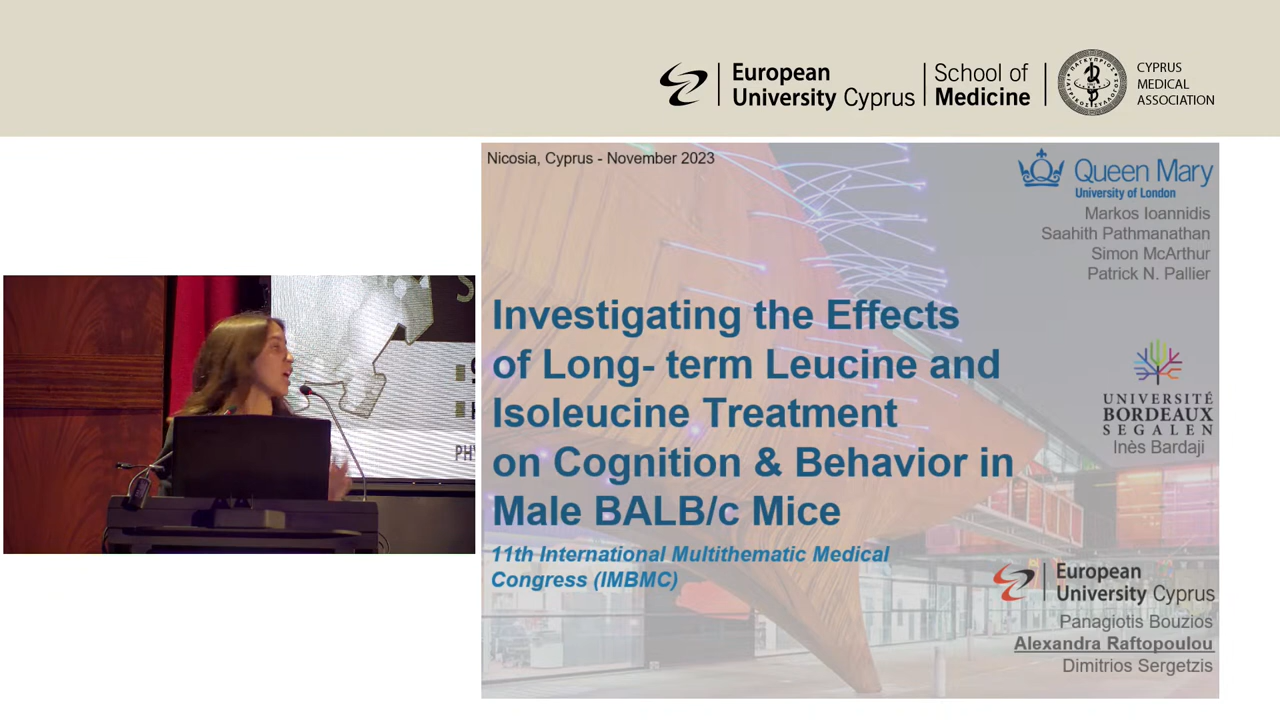 European
University Cyprus
School of
Medicine
CYPRUS
MEDICAL
ASSOCIATION
Nicosia, Cyprus - November 2023
Queen Mary
University of London
Markos Ioannidis
Saahith Pathmanathan
Simon McArthur
Patrick N. Pallier
Investigating the Effects
of Long- term Leucine and
Isoleucine Treatment
on Cognition & Behavior in
Male BALB/c Mice
11th International Multithematic Medical
Congress (IMBMC)
UNIVERSITÉ
BORDEAUX
SEGALEN
Inès Bardaji
European
University Cyprus
Panagiotis Bouzios
Alexandra Raftopoulou
Dimitrios Sergetzis